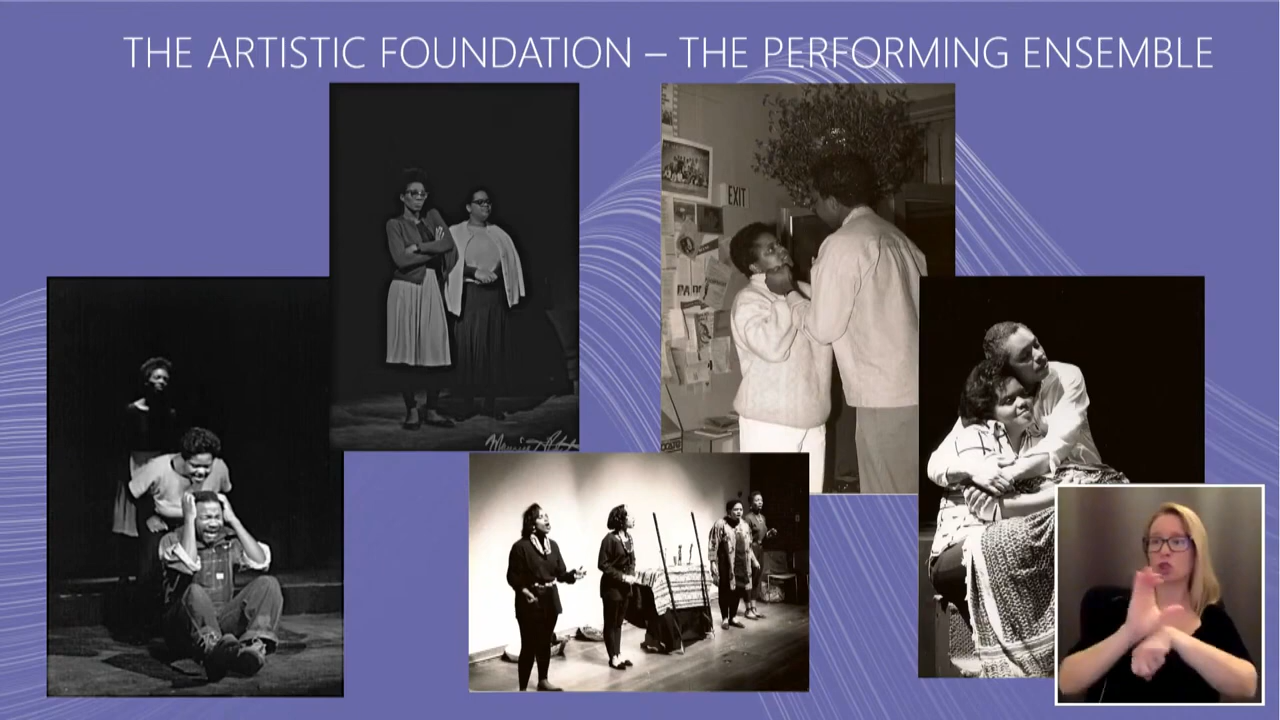 THE ARTISTIC FOUNDATION – THE PERFORMING ENSEMBLE
EXIT